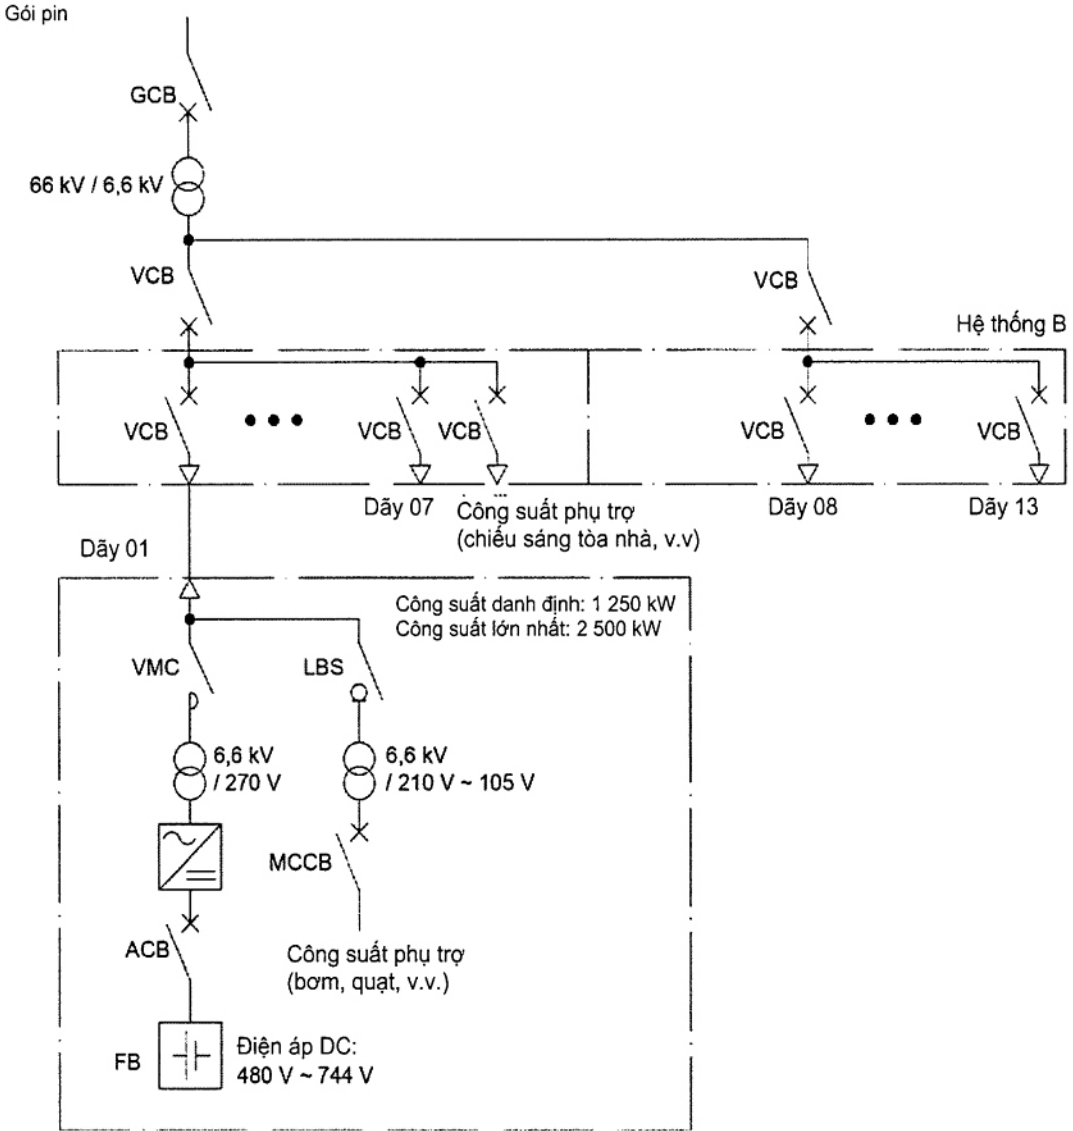 Gói pin
GCB
66 kV / 6,6 kV
VCB
VCB
Hệ thống B
VCB
VCB
VCB
VCB
VCB
Dãy 07
Công suất phụ trợ
(chiếu sáng tòa nhà, v.v)
Dãy 08
Dãy 13
Dãy 01
Công suất danh định: 1 250 kW
Công suất lớn nhất: 2 500 kW
VMC
LBS
6,6 kV
/ 270 V
6,6 kV
/ 210 V ~ 105 V
MCCB
ACB
Công suất phụ trợ
(bơm, quạt, v.v.)
FB
Điện áp DC:
480 V ~ 744 V